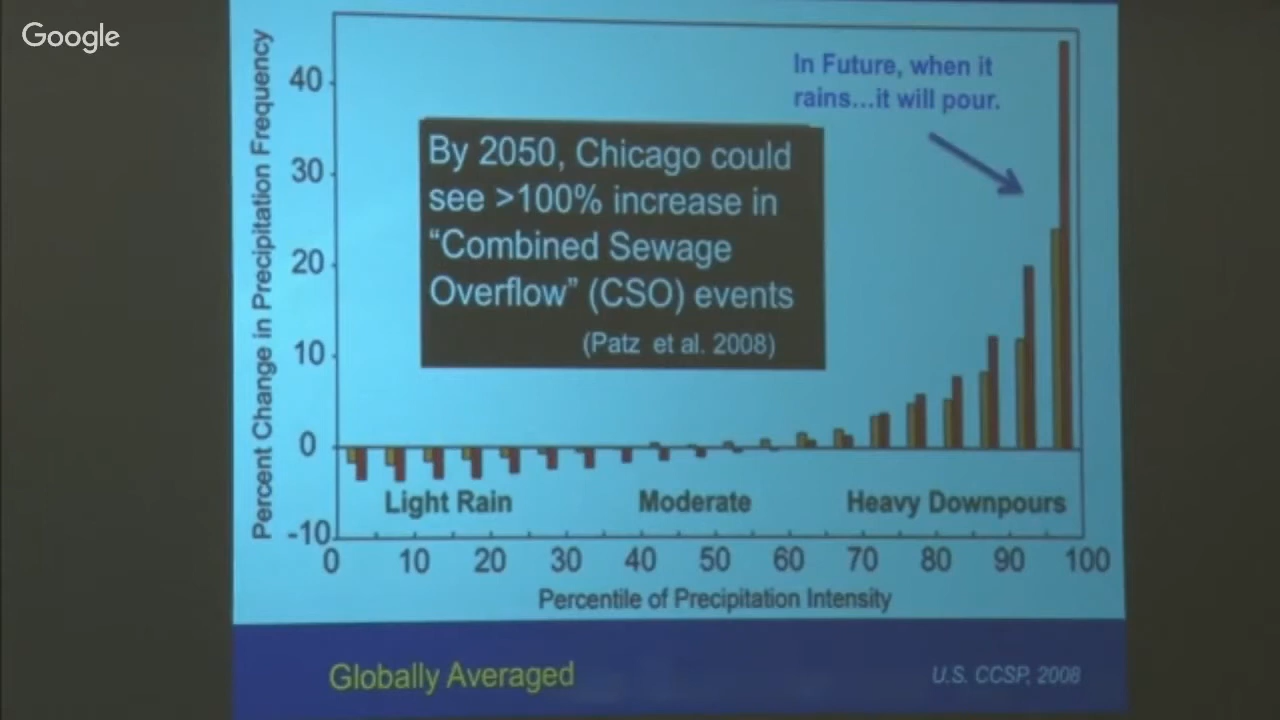 Google
Percent Change in Precipitation Frequency
40
30
20
10
0
-10
In Future, when it
rains...it will pour.
By 2050, Chicago could
see >100% increase in
“Combined Sewage
Overflow” (CSO) events
(Patz et al. 2008)
Light Rain Moderate Heavy Downpours
0 10 20 30 40 50 60 70 80 90 100
Percentile of Precipitation Intensity
Globally Averaged
U.S. CCSP, 2008